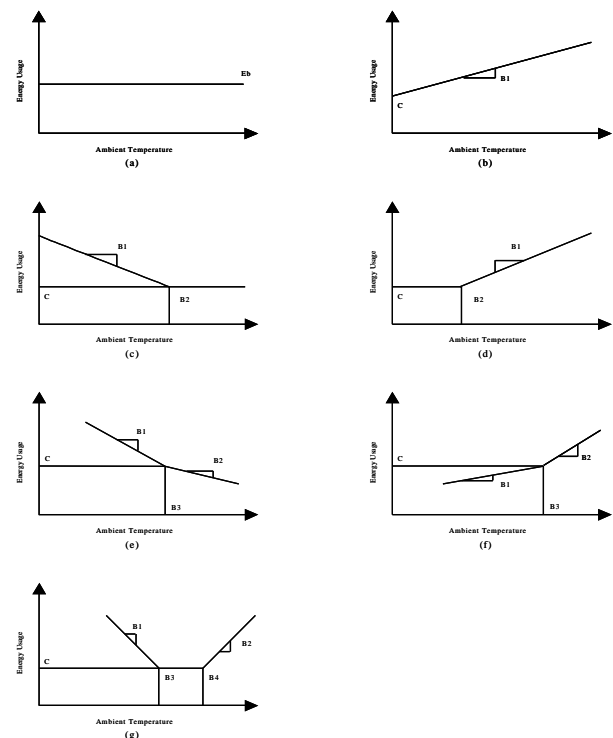 Energy Usage
Eb
Ambient Temperature
(a)
Energy Usage
C
B1
Ambient Temperature
(b)
Energy Usage
B1
C
B2
Ambient Temperature
(c)
Energy Usage
B1
C
B2
Ambient Temperature
(d)
Energy Usage
B1
C
B2
B3
Ambient Temperature
(e)
Energy Usage
C
B2
B1
B3
Ambient Temperature
(f)
Energy Usage
B1
B2
C
B3
B4
Ambient Temperature
(g)